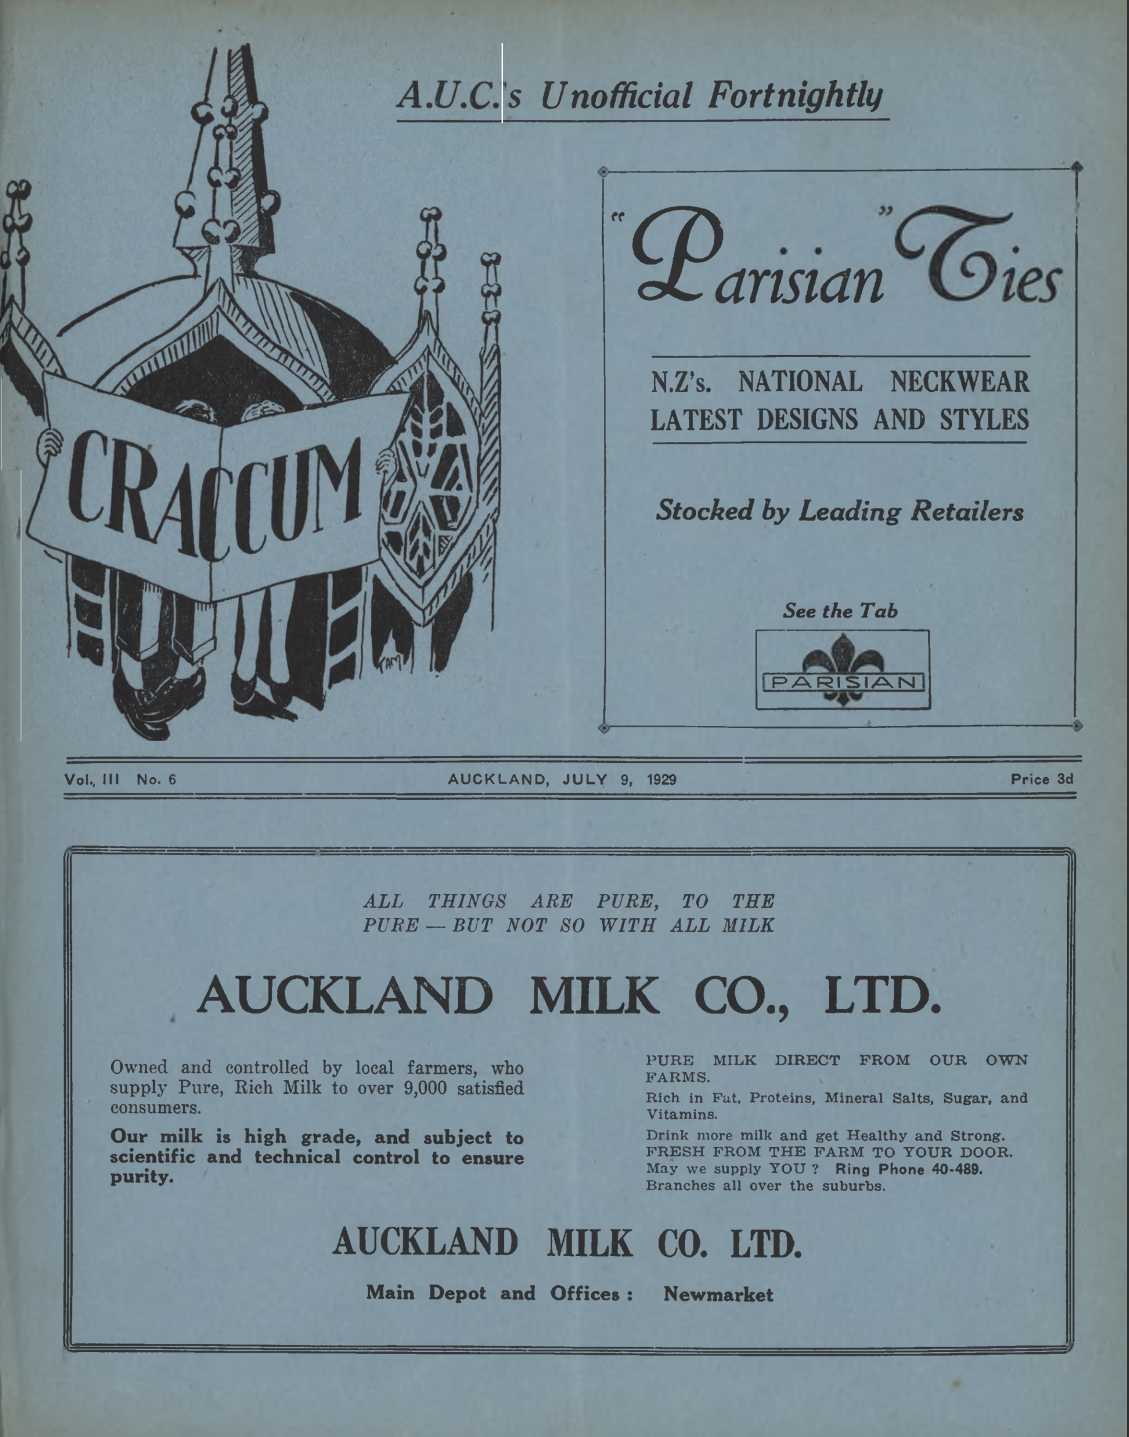 A.U.C.'s Unofficial Fortnightly
CRACCUM
"Parisian" Ties
N.Z's. NATIONAL NECKWEAR
LATEST DESIGNS AND STYLES
Stocked by Leading Retailers
See the Tab
PARISIAN
Vol., III No. 6 AUCKLAND, JULY 9, 1929 Price 3d
ALL THINGS ARE PURE, TO THE
PURE — BUT NOT SO WITH ALL MILK
AUCKLAND MILK CO., LTD.
Owned and controlled by local farmers, who
supply Pure, Rich Milk to over 9,000 satisfied
consumers.
Our milk is high grade, and subject to
scientific and technical control to ensure
purity.
PURE MILK DIRECT FROM OUR OWN
FARMS.
Rich in Fat, Proteins, Mineral Salts, Sugar, and
Vitamins.
Drink more milk and get Healthy and Strong.
FRESH FROM THE FARM TO YOUR DOOR.
May we supply YOU ? Ring Phone 40-489.
Branches all over the suburbs.
AUCKLAND MILK CO. LTD.
Main Depot and Offices : Newmarket